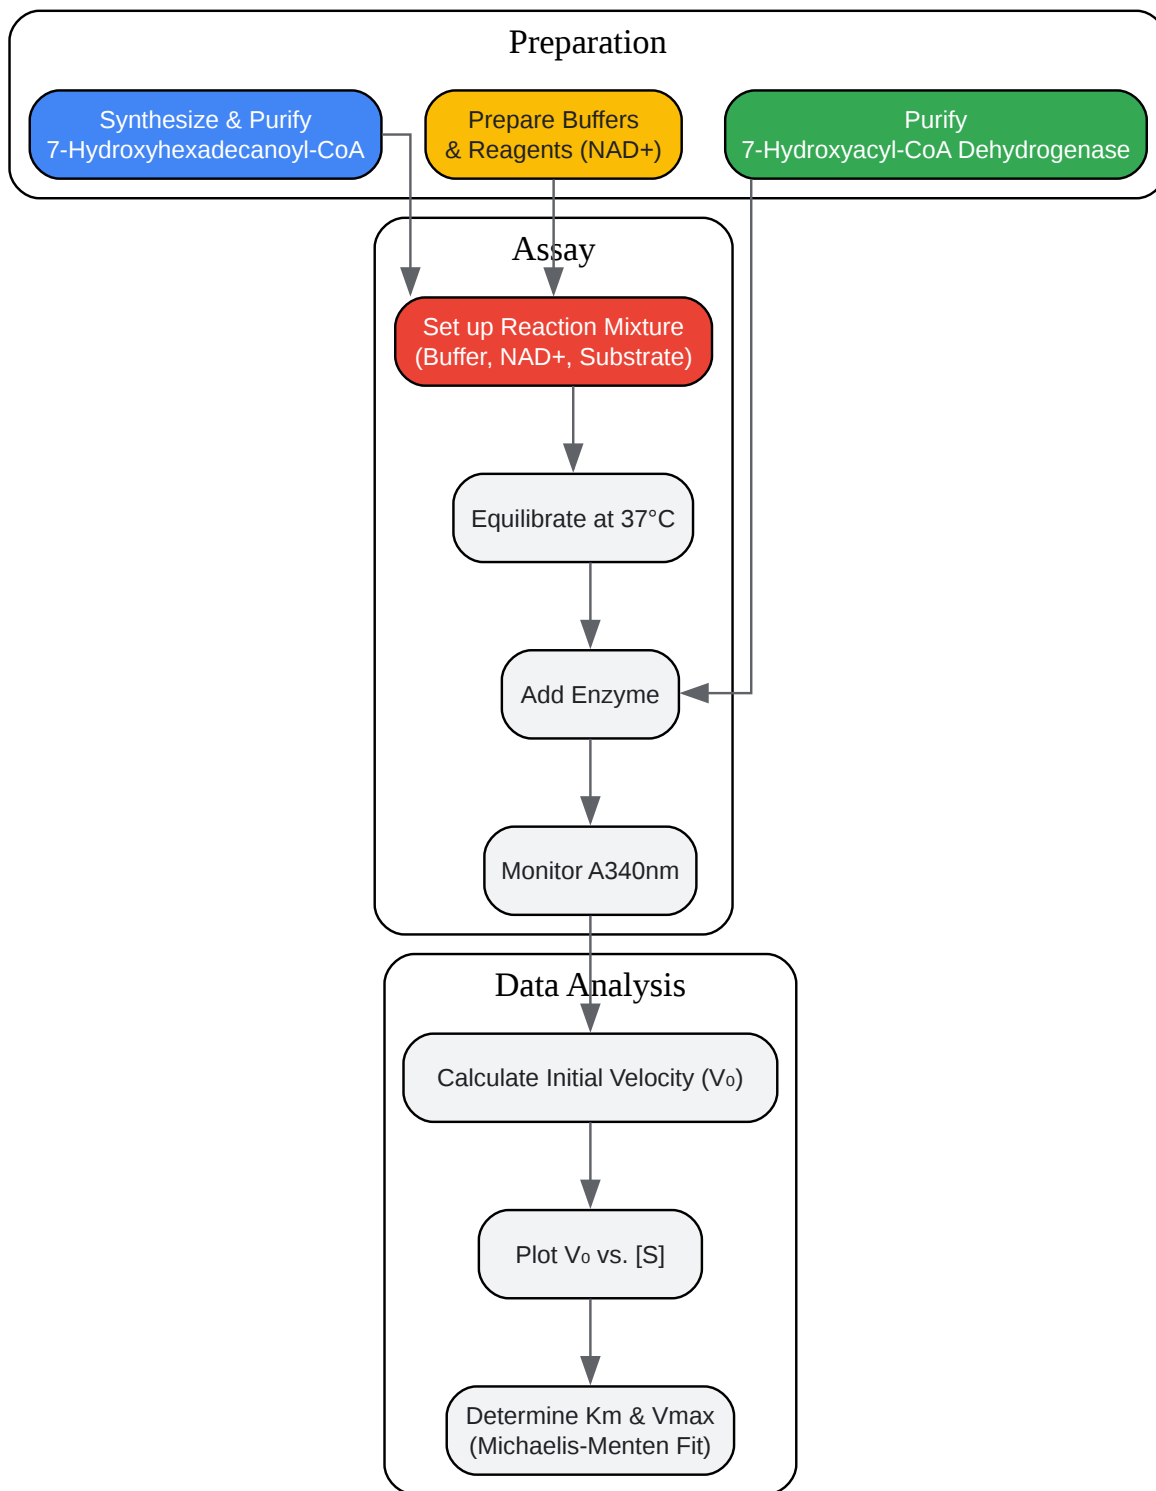 Preparation
Synthesize & Purify
7-Hydroxyhexadecanoyl-CoA
Prepare Buffers
& Reagents (NAD+)
Purify
7-Hydroxyacyl-CoA Dehydrogenase
Assay
Set up Reaction Mixture
(Buffer, NAD+, Substrate)
Equilibrate at 37°C
Add Enzyme
Monitor A340nm
Data Analysis
Calculate Initial Velocity (V₀)
Plot V₀ vs. [S]
Determine Km & Vmax
(Michaelis-Menten Fit)